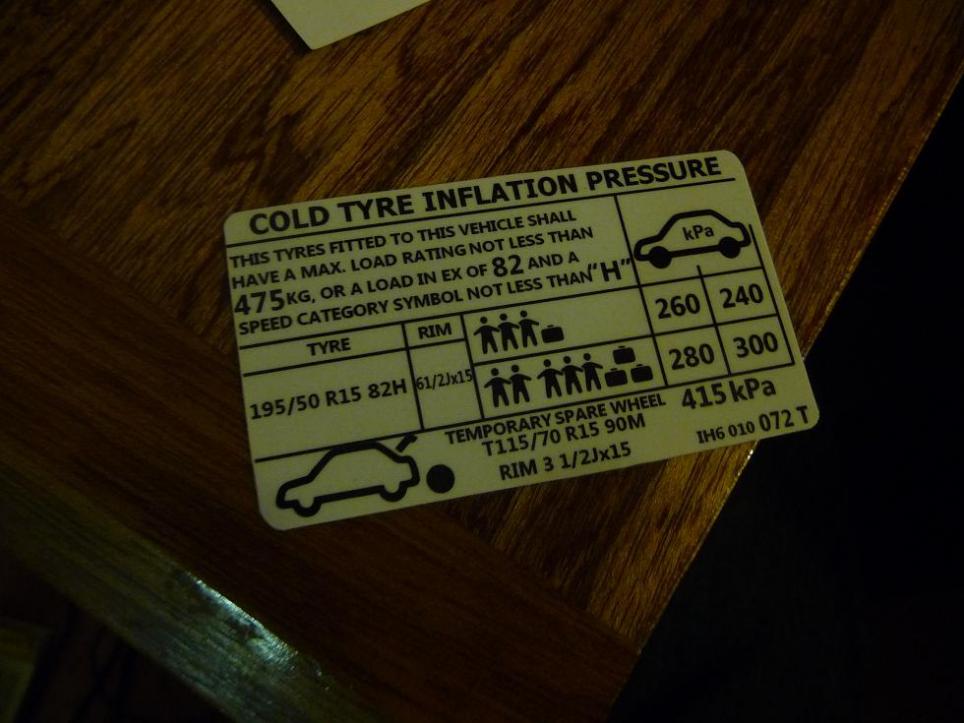 COLD TYRE INFLATION PRESSURE
THIS TYRES FITTED TO THIS VEHICLE SHALL
HAVE A MAX. LOAD RATING NOT LESS THAN
475KG, OR A LOAD IN EX OF 82 AND A
SPEED CATEGORY SYMBOL NOT LESS THAN "H"
kPa
TYRE
RIM
195/50 R15 82H
61/2Jx15
260
240
280
300
TEMPORARY SPARE WHEEL
415kPa
T115/70 R15 90M
RIM 3 1/2Jx15
IH6 010 072 T